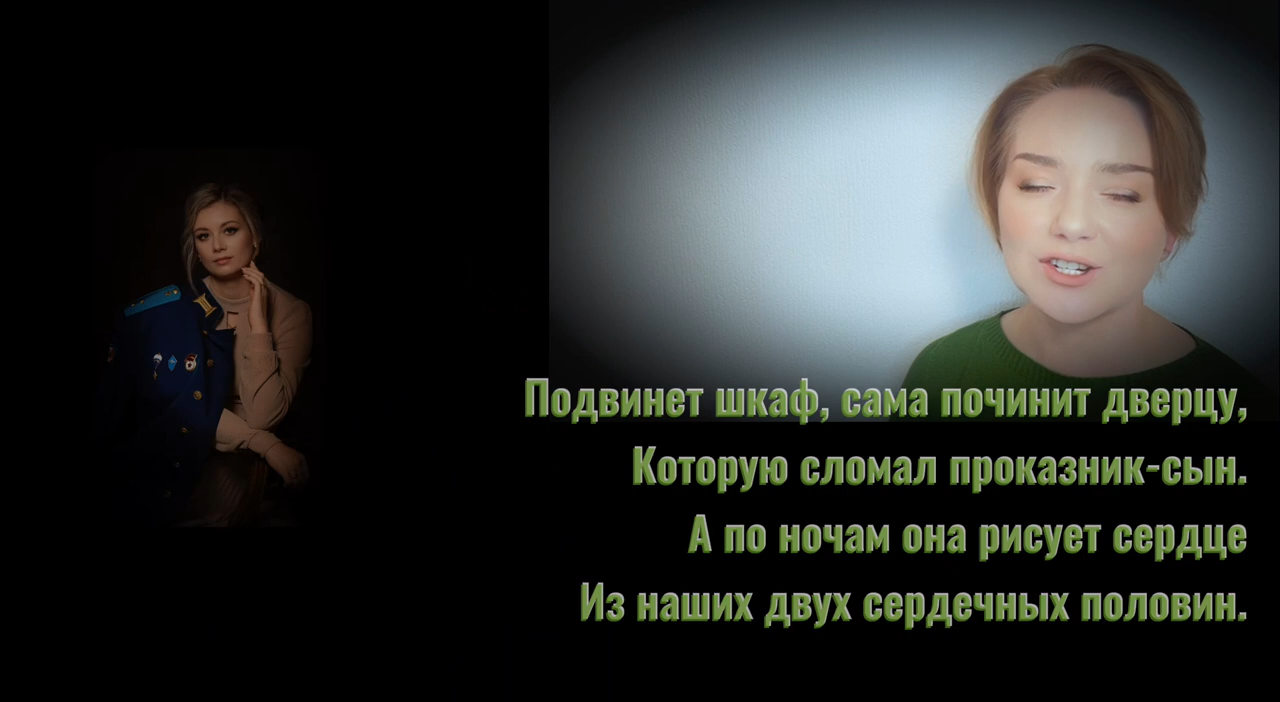 Подвинет шкаф, сама починит дверцу,
Которую сломал проказник-сын.
А по ночам она рисует сердце
Из наших двух сердечных половин.